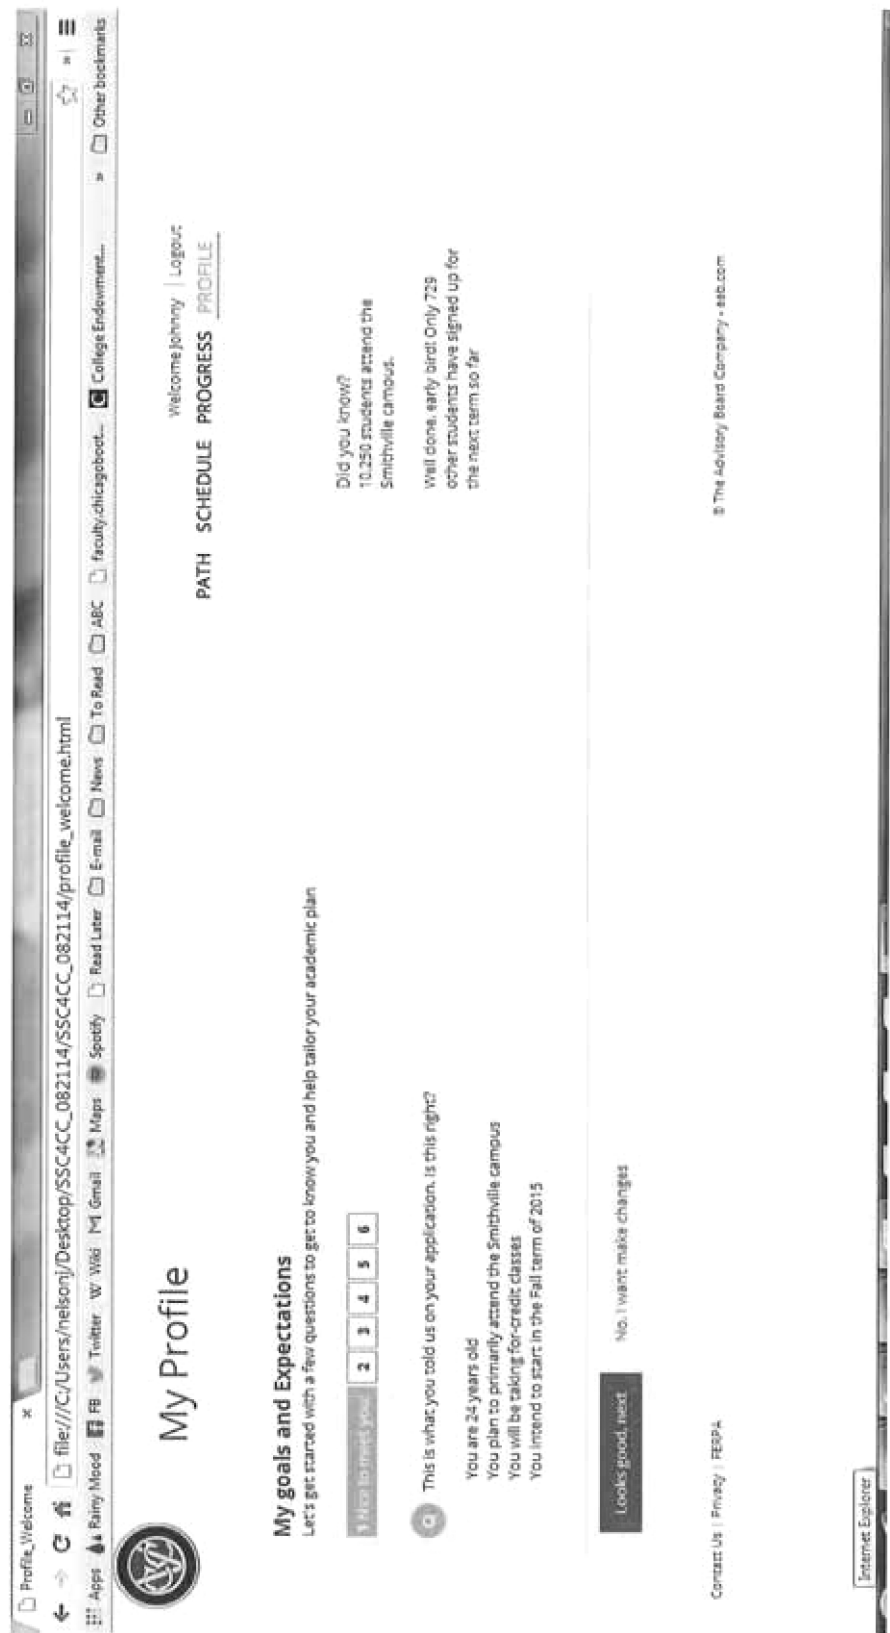 Profile_Welcome
file:///C:/Users/nelsonj/Desktop/SSC4CC_082114/SSC4CC_082114/profile_welcome.html
Apps Rainy Mood FB Twitter W Wiki Gmail Maps Spotify Read Later E-mail News To Read ABC faculty.chicagoboot... College Endowment... » Other bookmarks
Welcome Johnny | Logout
My Profile
PATH SCHEDULE PROGRESS PROFILE
My goals and Expectations
Let's get started with a few questions to get to know you and help tailor your academic plan
1 Nice to meet you! 2 3 4 5 6
Did you know?
10,250 students attend the
Smithville campus.
Q This is what you told us on your application. Is this right?
Well done, early bird! Only 729
other students have signed up for
the next term so far
You are 24 years old
You plan to primarily attend the Smithville campus
You will be taking for-credit classes
You intend to start in the Fall term of 2015
Looks good, next
No, I want make changes
Contact Us | Privacy | FERPA
© The Advisory Board Company - eab.com
Internet Explorer